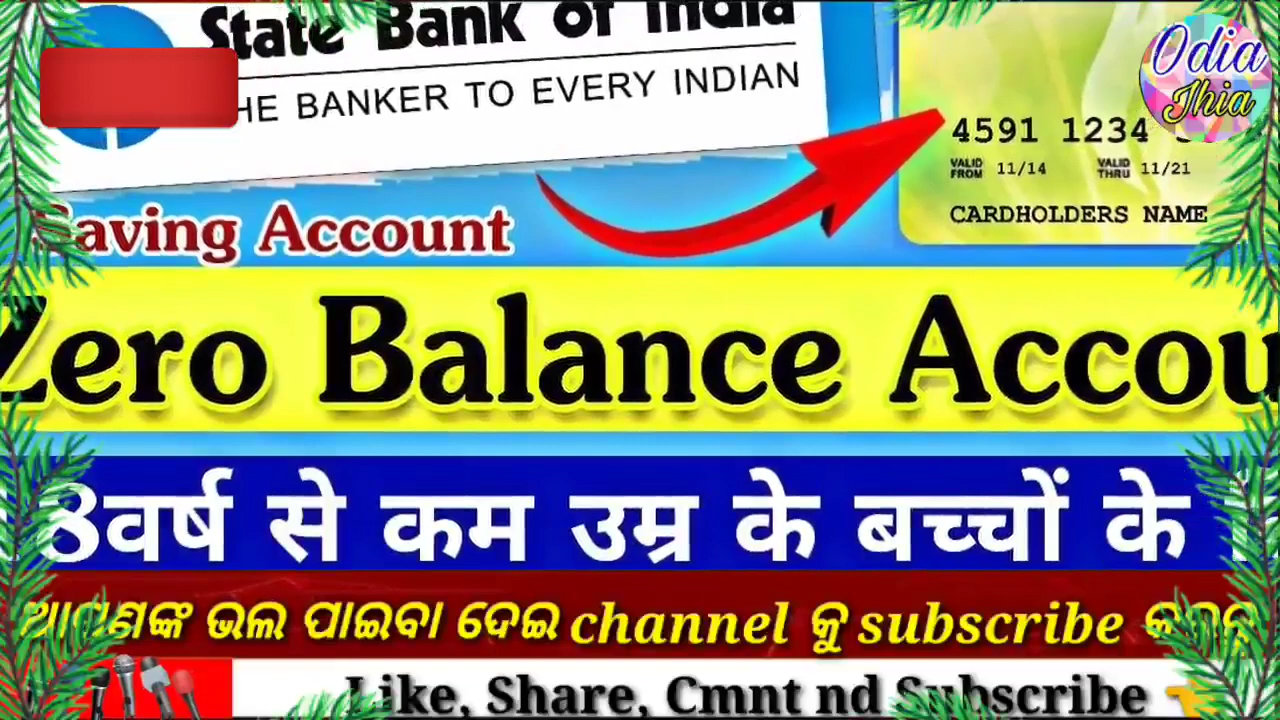 State Bank of India
HE BANKER TO EVERY INDIAN
Odia
Jhia
4591 1234
VALID FROM 11/14 VALID THRU 11/21
CARDHOLDERS NAME
Saving Account
Zero Balance Accou
8वर्ष से कम उम्र के बच्चों के
ଭଲ ପାଇବା ଦେଇ channel କୁ subscribe
Like, Share, Cmnt nd Subscribe